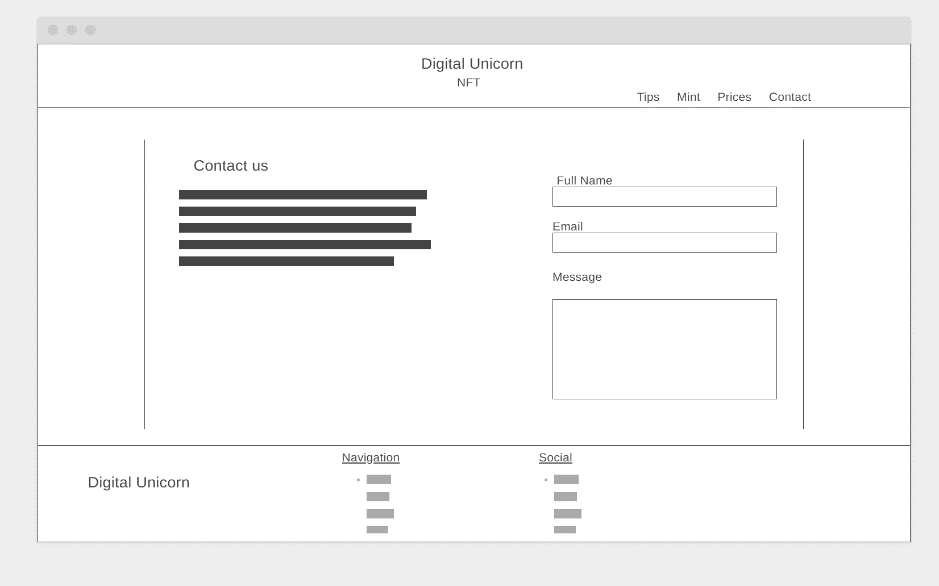 Digital Unicorn
NFT
Tips Mint Prices Contact
Contact us
Full Name
Email
Message
Digital Unicorn
Navigation
Social